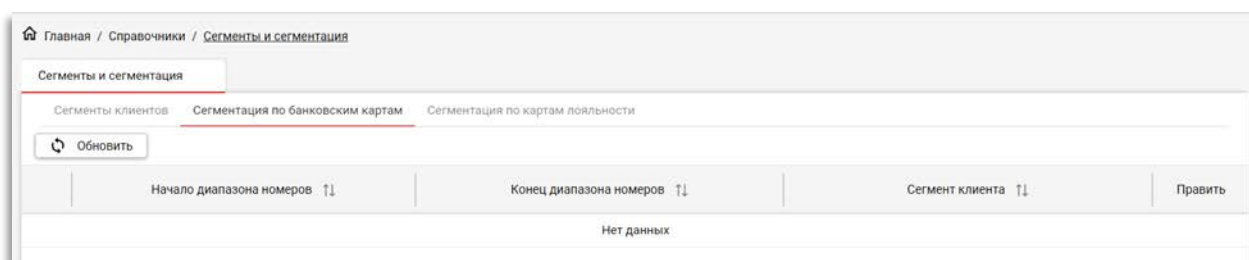 Главная / Справочники / Сегменты и сегментация
Сегменты и сегментация
Сегменты клиентов Сегментация по банковским картам Сегментация по картам лояльности
Обновить
Начало диапазона номеров Конец диапазона номеров Сегмент клиента Править
Нет данных